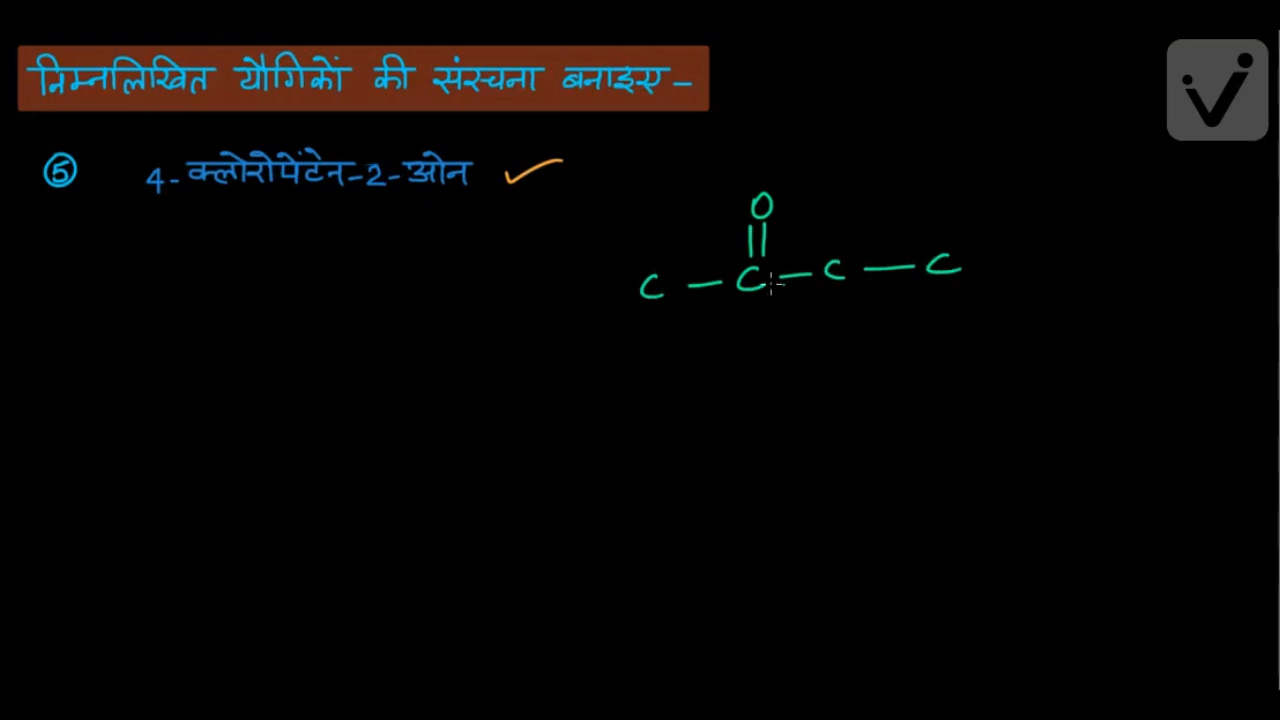 निम्नलिखित यौगिकों की संरचना बनाइए -
⑤ 4-क्लोरोपेंटेन-2-ओन
O
||
C - C - C - C